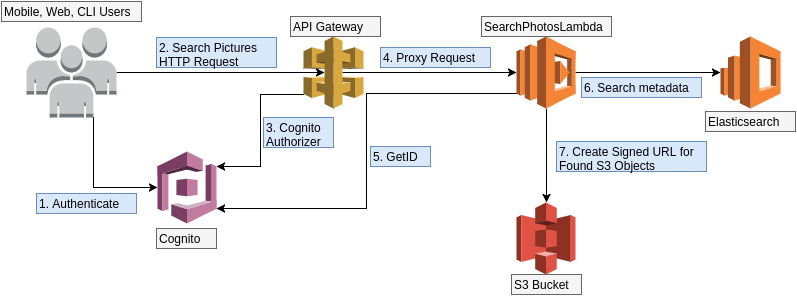 Mobile, Web, CLI Users
API Gateway
SearchPhotosLambda
2. Search Pictures
HTTP Request
4. Proxy Request
6. Search metadata
Elasticsearch
3. Cognito
Authorizer
5. GetID
7. Create Signed URL for
Found S3 Objects
1. Authenticate
Cognito
S3 Bucket